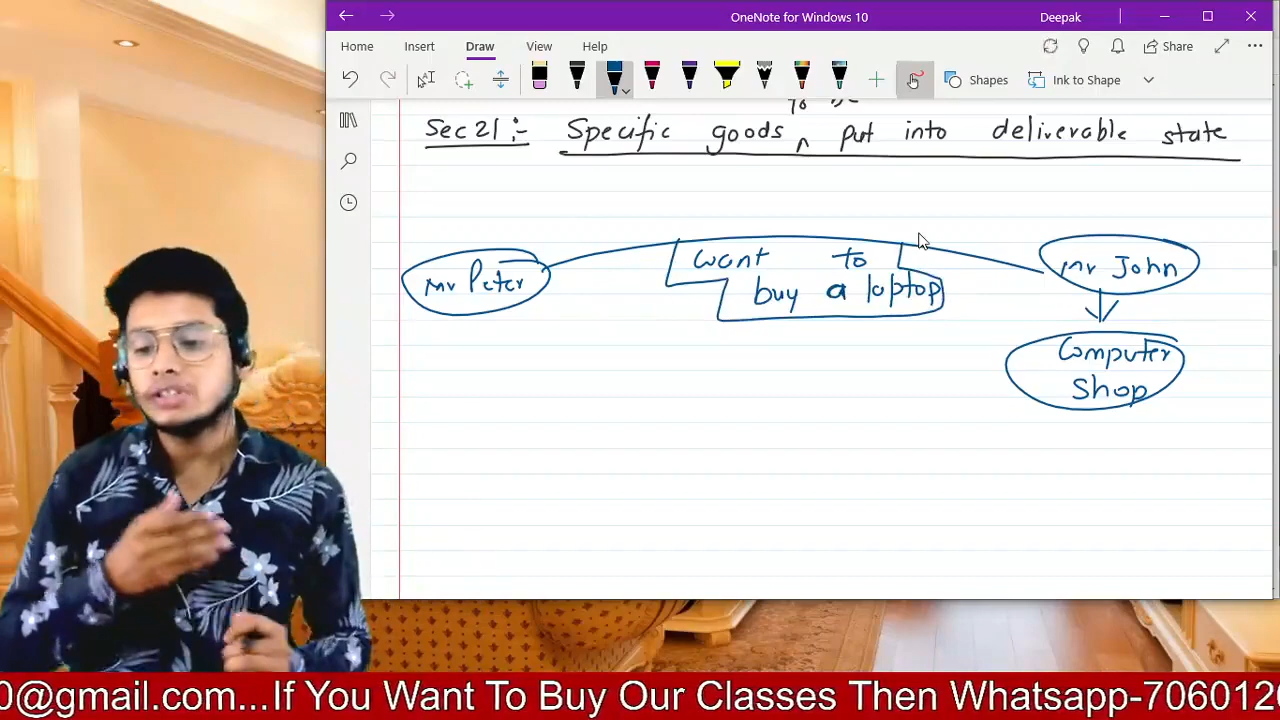 OneNote for Windows 10
Deepak
Home Insert Draw View Help
Share
Shapes
Ink to Shape
to be
Sec 21 :- Specific goods ^ put into deliverable state
Mr Peter
want to
buy a laptop
Mr John
Computer
Shop
0@gmail.com...If You Want To Buy Our Classes Then Whatsapp-706012